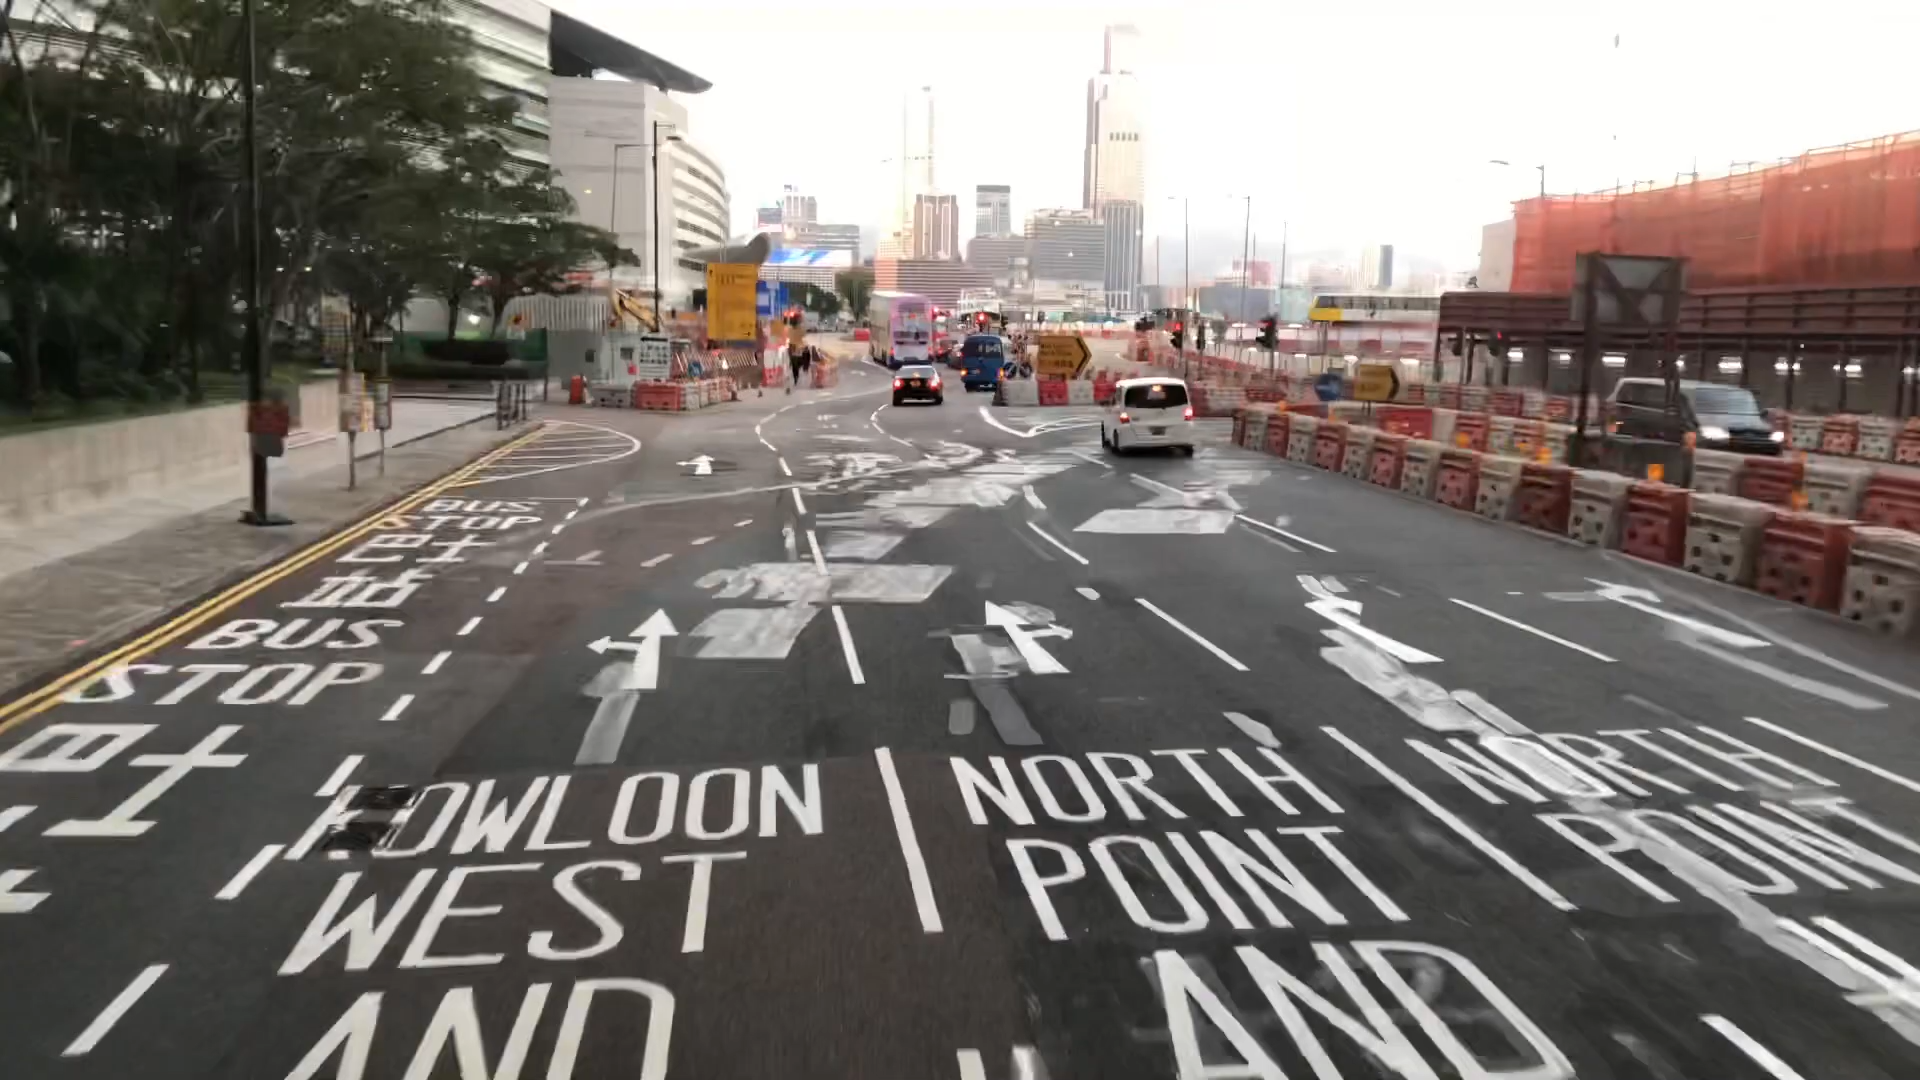 BUS
STOP
巴士
站
BUS
STOP
巴士
KOWLOON
WEST
AND
NORTH
POINT
AND
NORTH
POINT